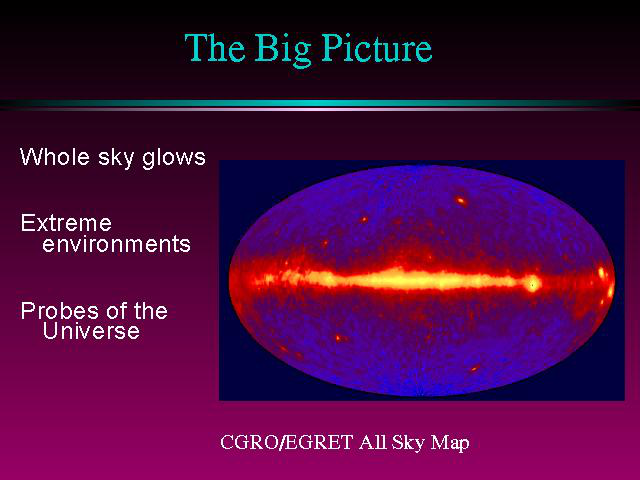 The Big Picture
Whole sky glows
Extreme
environments
Probes of the
Universe
CGRO/EGRET All Sky Map